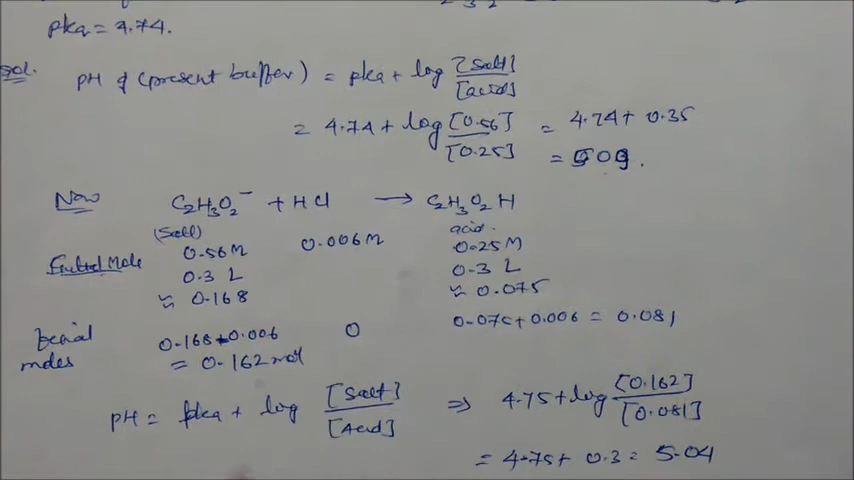 pka = 4.74.
Sol. pH of (present buffer) = pka + log [Salt] / [acid]
= 4.74 + log [0.56] / [0.25] = 4.74 + 0.35
= 5.09.
Now C2H3O2⁻ + HCl → C2H3O2H
(Salt) acid.
Initial Mole 0.56M 0.006M 0.25M
0.3 L 0.3 L
≈ 0.168 ≈ 0.075
moles 0.168-0.006 0 0.075+0.006 = 0.081
= 0.162 mol
pH = pka + log [Salt] / [Acid] ⇒ 4.75 + log [0.162] / [0.081]
= 4.75 + 0.3 = 5.04